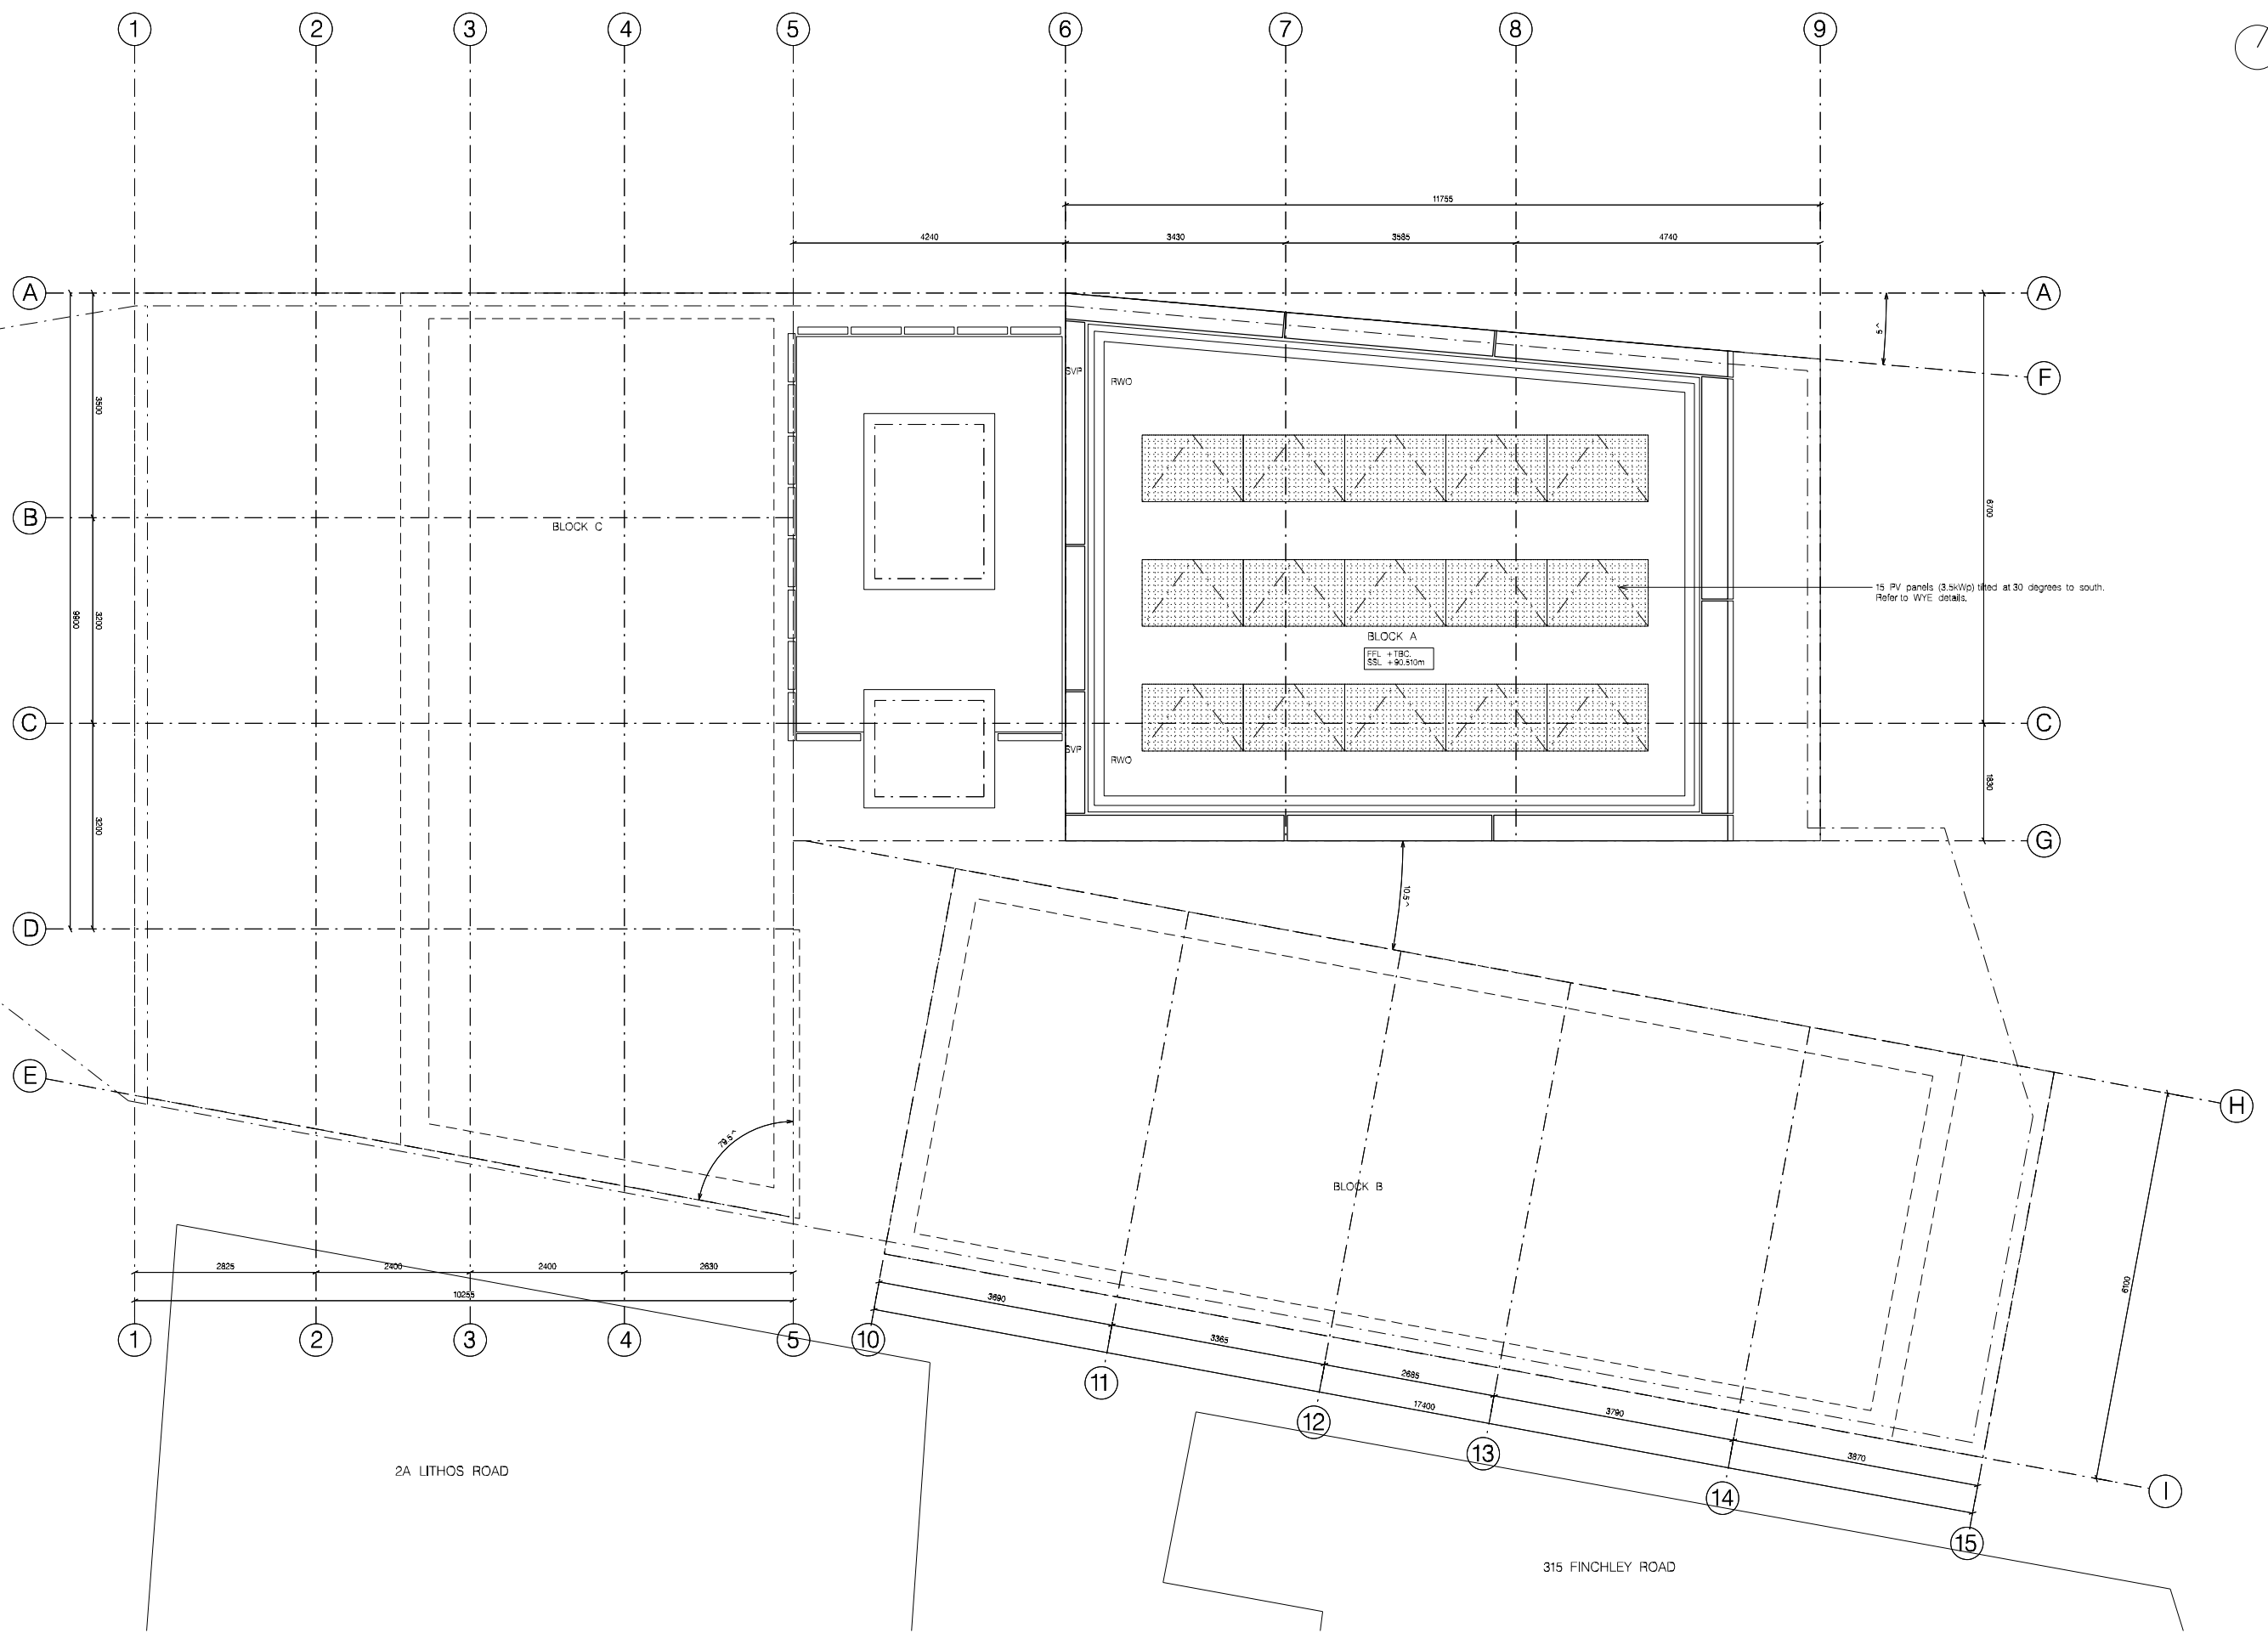 1 2 3 4 5 6 7 8 9
11755
4240 3430 3585 4740
A A
5^
F
3500
SVP RWO
B
BLOCK C
6700
15 PV panels (3.5kWp) tilted at 30 degrees to south.
Refer to WYE details.
9900 3200
BLOCK A
FFL +TBC.
SSL +90.510m
C C
SVP RWO
1830
3200
G
10.5^
D
E
H
79.5^
BLOCK B
2825 2400 2400 2630
10255
6100
3690
1 2 3 4 5 10
3365
11
2685
17400
3790
12
13
3870
2A LITHOS ROAD
14
I
15
315 FINCHLEY ROAD